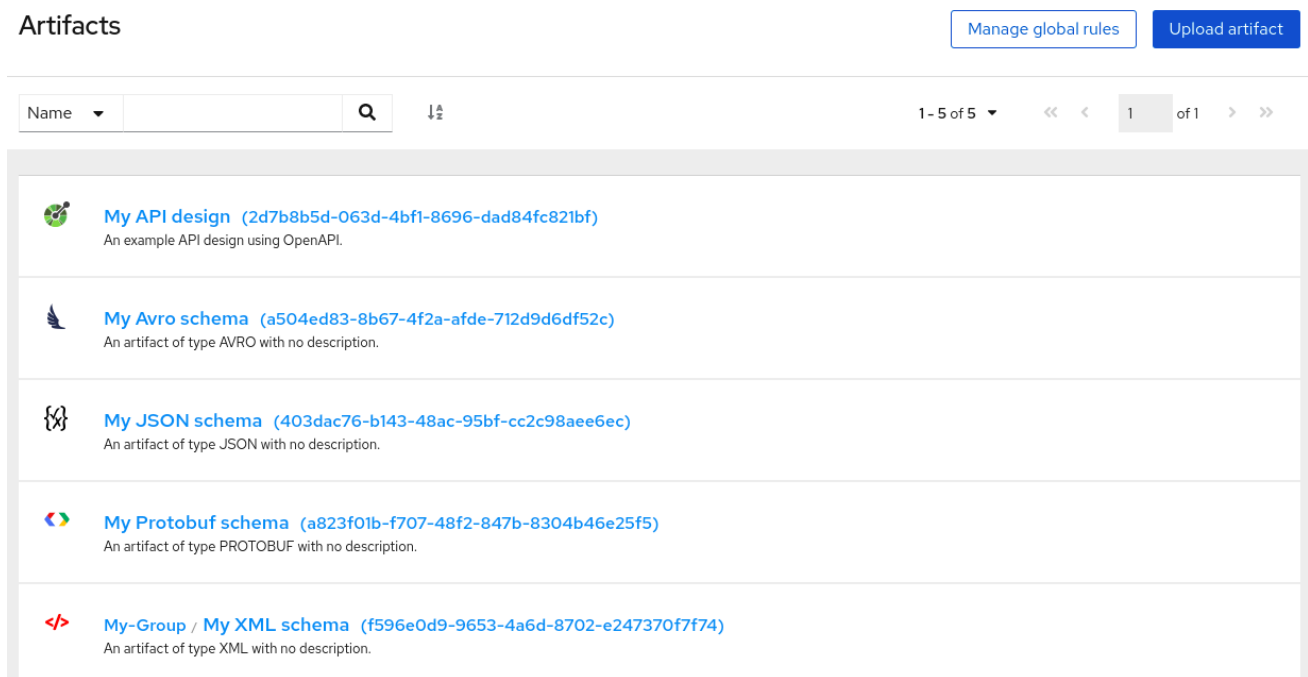 Artifacts
Manage global rules
Upload artifact
Name
1 - 5 of 5
1 of 1
My API design (2d7b8b5d-063d-4bf1-8696-dad84fc821bf)
An example API design using OpenAPI.
My Avro schema (a504ed83-8b67-4f2a-afde-712d9d6df52c)
An artifact of type AVRO with no description.
My JSON schema (403dac76-b143-48ac-95bf-cc2c98aee6ec)
An artifact of type JSON with no description.
My Protobuf schema (a823f01b-f707-48f2-847b-8304b46e25f5)
An artifact of type PROTOBUF with no description.
My-Group / My XML schema (f596e0d9-9653-4a6d-8702-e247370f7f74)
An artifact of type XML with no description.